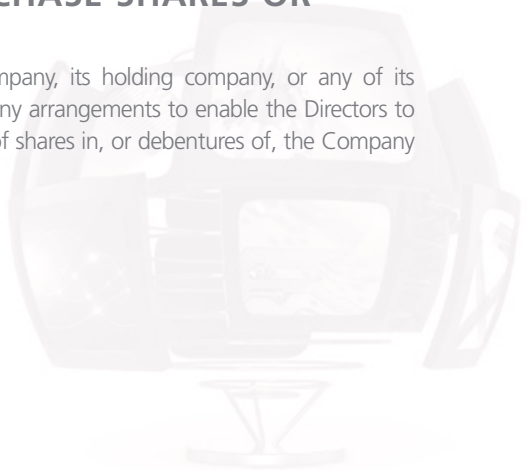 CHASE SHARES OR
mpany, its holding company, or any of its
ny arrangements to enable the Directors to
f shares in, or debentures of, the Company